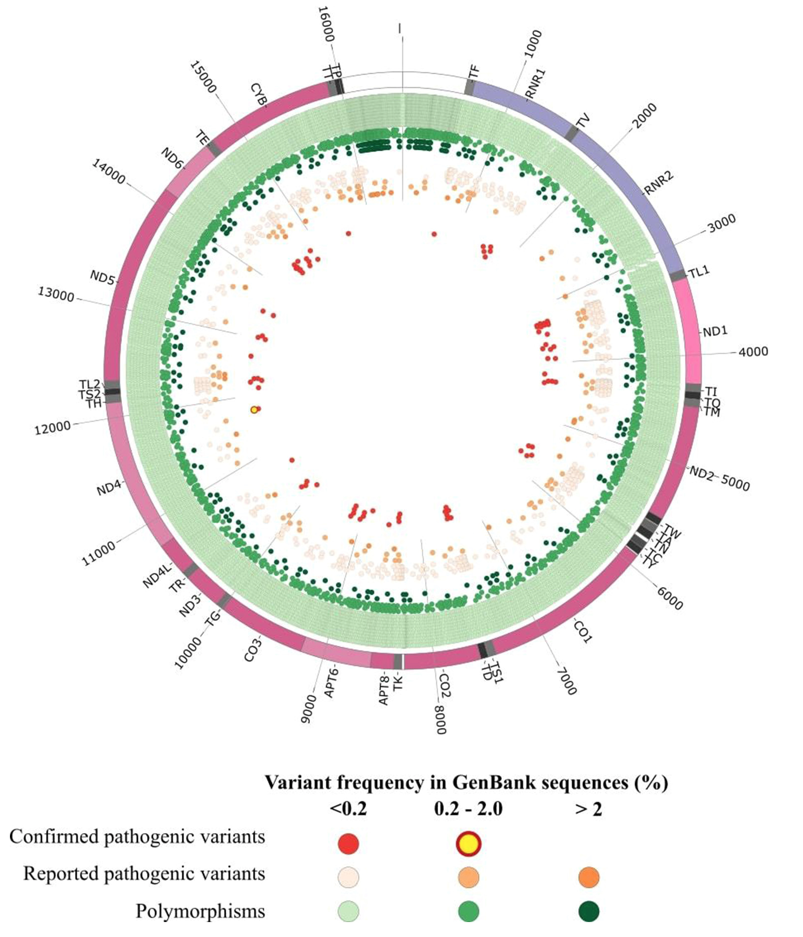 I
TF
1000
RNR1
TV
2000
RNR2
3000
TL1
ND1
4000
TI
TQ
TM
ND2
5000
TW
TA
TN
TC
TY
6000
CO1
7000
TS1
TD
CO2
8000
TK
APT8
APT6
9000
CO3
10000
TG
ND3
TR
ND4L
11000
ND4
12000
TH
TS2
TL2
13000
ND5
14000
ND6
TE
15000
CYB
TT
TP
16000
Variant frequency in GenBank sequences (%)
<0.2 0.2 - 2.0 > 2
Confirmed pathogenic variants
Reported pathogenic variants
Polymorphisms